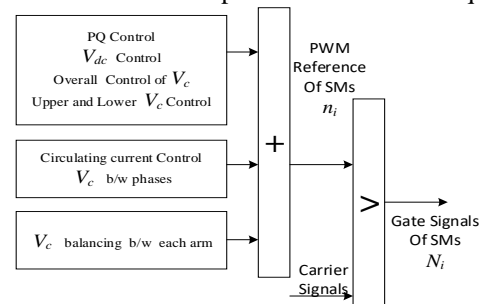 PQ Control
V_dc Control
Overall Control of V_c
Upper and Lower V_c Control
Circulating current Control
V_c b/w phases
V_c balancing b/w each arm
+
PWM
Reference
Of SMs
n_i
Carrier
Signals
>
Gate Signals
Of SMs
N_i